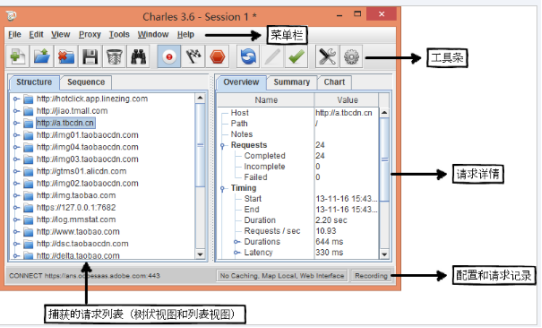 Charles 3.6 - Session 1 *
File Edit View Proxy Tools Window Help
菜单栏
工具条
Structure Sequence
Overview Summary Chart
http://hotclick.app.linezing.com
http://jiao.tmall.com
http://a.tbcdn.cn
http://img01.taobaocdn.com
http://img04.taobaocdn.com
http://img03.taobaocdn.com
http://gtms01.alicdn.com
http://img02.taobaocdn.com
http://img.taobao.com
https://127.0.0.1:7682
http://log.mmstat.com
http://www.taobao.com
http://dsc.taobaocdn.com
http://delta.taobao.com
Name Value
Host http://a.tbcdn.cn
Path /
Notes
Requests 24
Completed 24
Incomplete 0
Failed 0
Timing
Start 13-11-16 15:43...
End 13-11-16 15:43...
Duration 2.20 sec
Requests / sec 10.93
Durations 644 ms
Latency 330 ms
请求详情
CONNECT https://ans.oobesaas.adobe.com:443
No Caching, Map Local, Web Interface
Recording
配置和请求记录
捕获的请求列表（树状视图和列表视图）